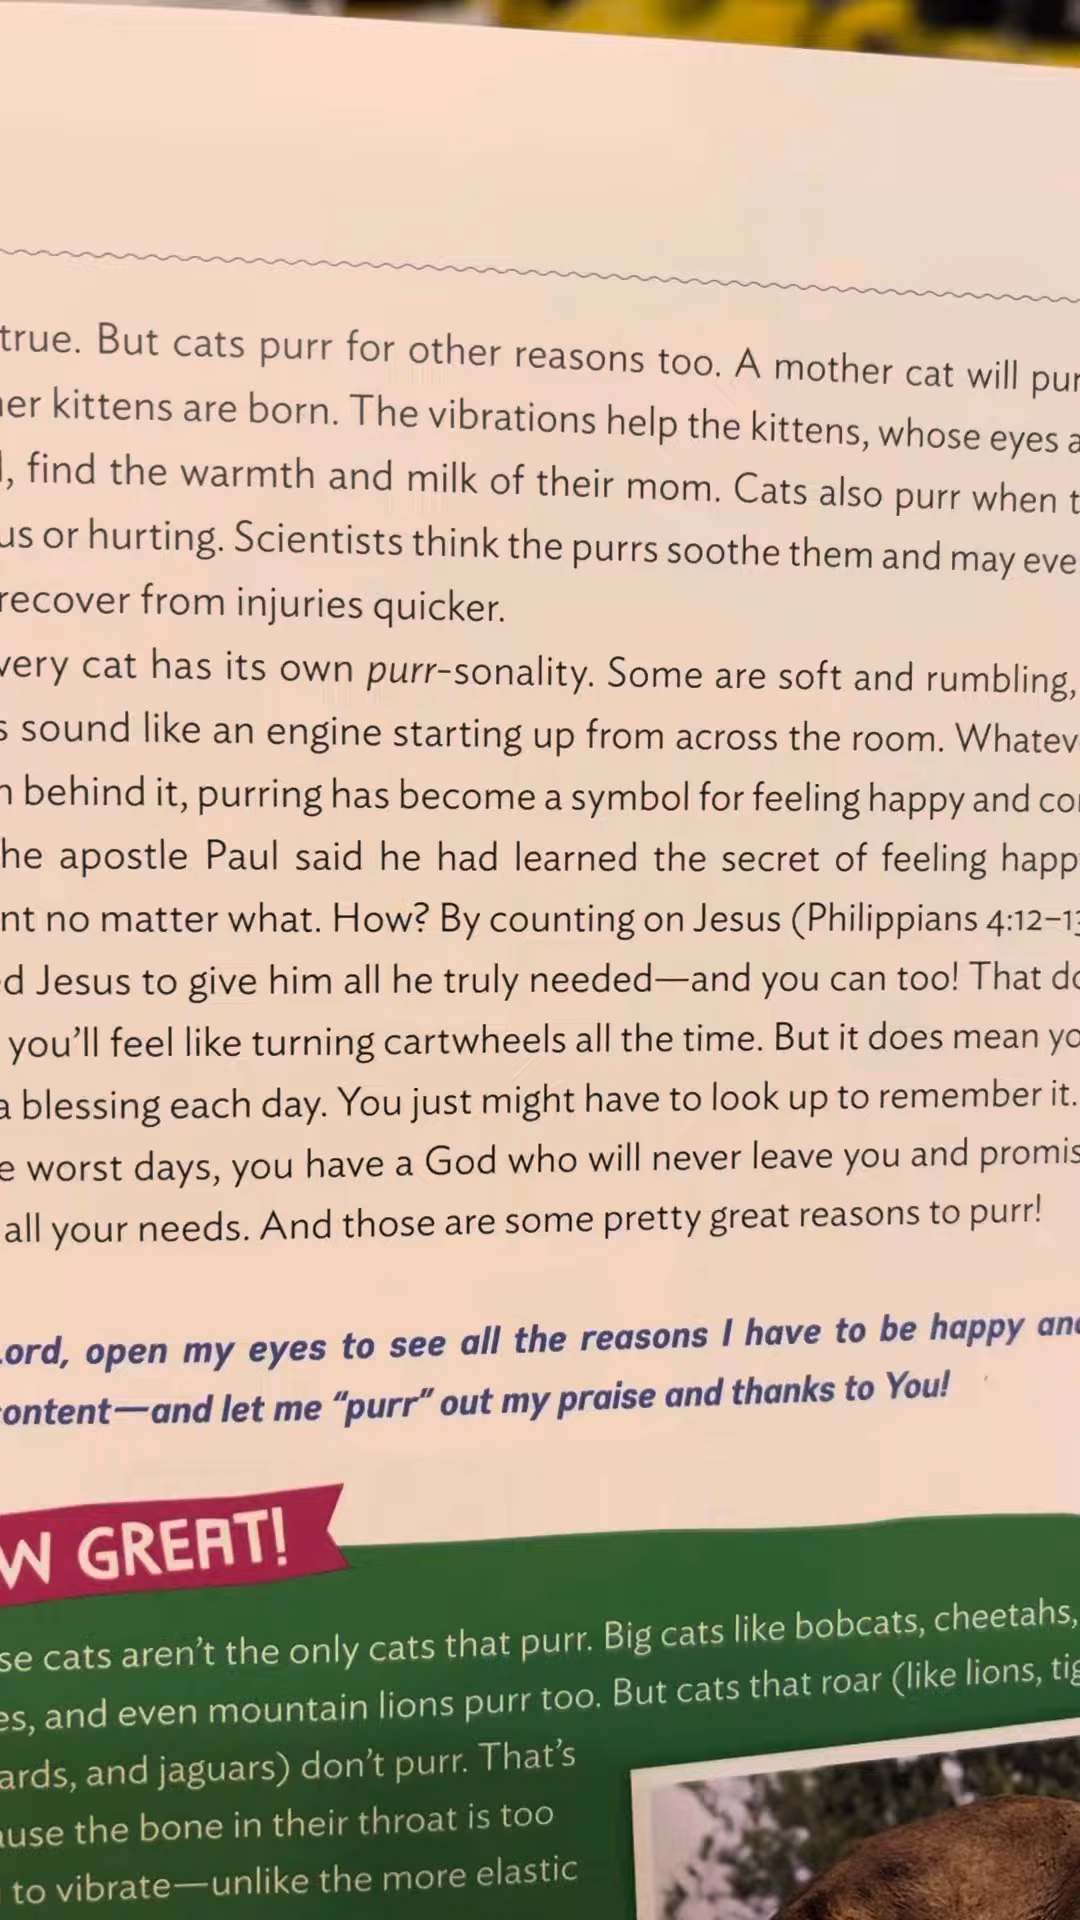 true. But cats purr for other reasons too. A mother cat will pur
er kittens are born. The vibrations help the kittens, whose eyes a
, find the warmth and milk of their mom. Cats also purr when t
us or hurting. Scientists think the purrs soothe them and may eve
recover from injuries quicker.
very cat has its own purr-sonality. Some are soft and rumbling,
s sound like an engine starting up from across the room. Whatev
n behind it, purring has become a symbol for feeling happy and co
he apostle Paul said he had learned the secret of feeling happ
nt no matter what. How? By counting on Jesus (Philippians 4:12–13
d Jesus to give him all he truly needed—and you can too! That do
you'll feel like turning cartwheels all the time. But it does mean yo
a blessing each day. You just might have to look up to remember it.
e worst days, you have a God who will never leave you and promis
all your needs. And those are some pretty great reasons to purr!
Lord, open my eyes to see all the reasons I have to be happy and
content—and let me “purr” out my praise and thanks to You!
W GREAT!
se cats aren't the only cats that purr. Big cats like bobcats, cheetahs,
es, and even mountain lions purr too. But cats that roar (like lions, tig
ards, and jaguars) don't purr. That's
ause the bone in their throat is too
to vibrate—unlike the more elastic